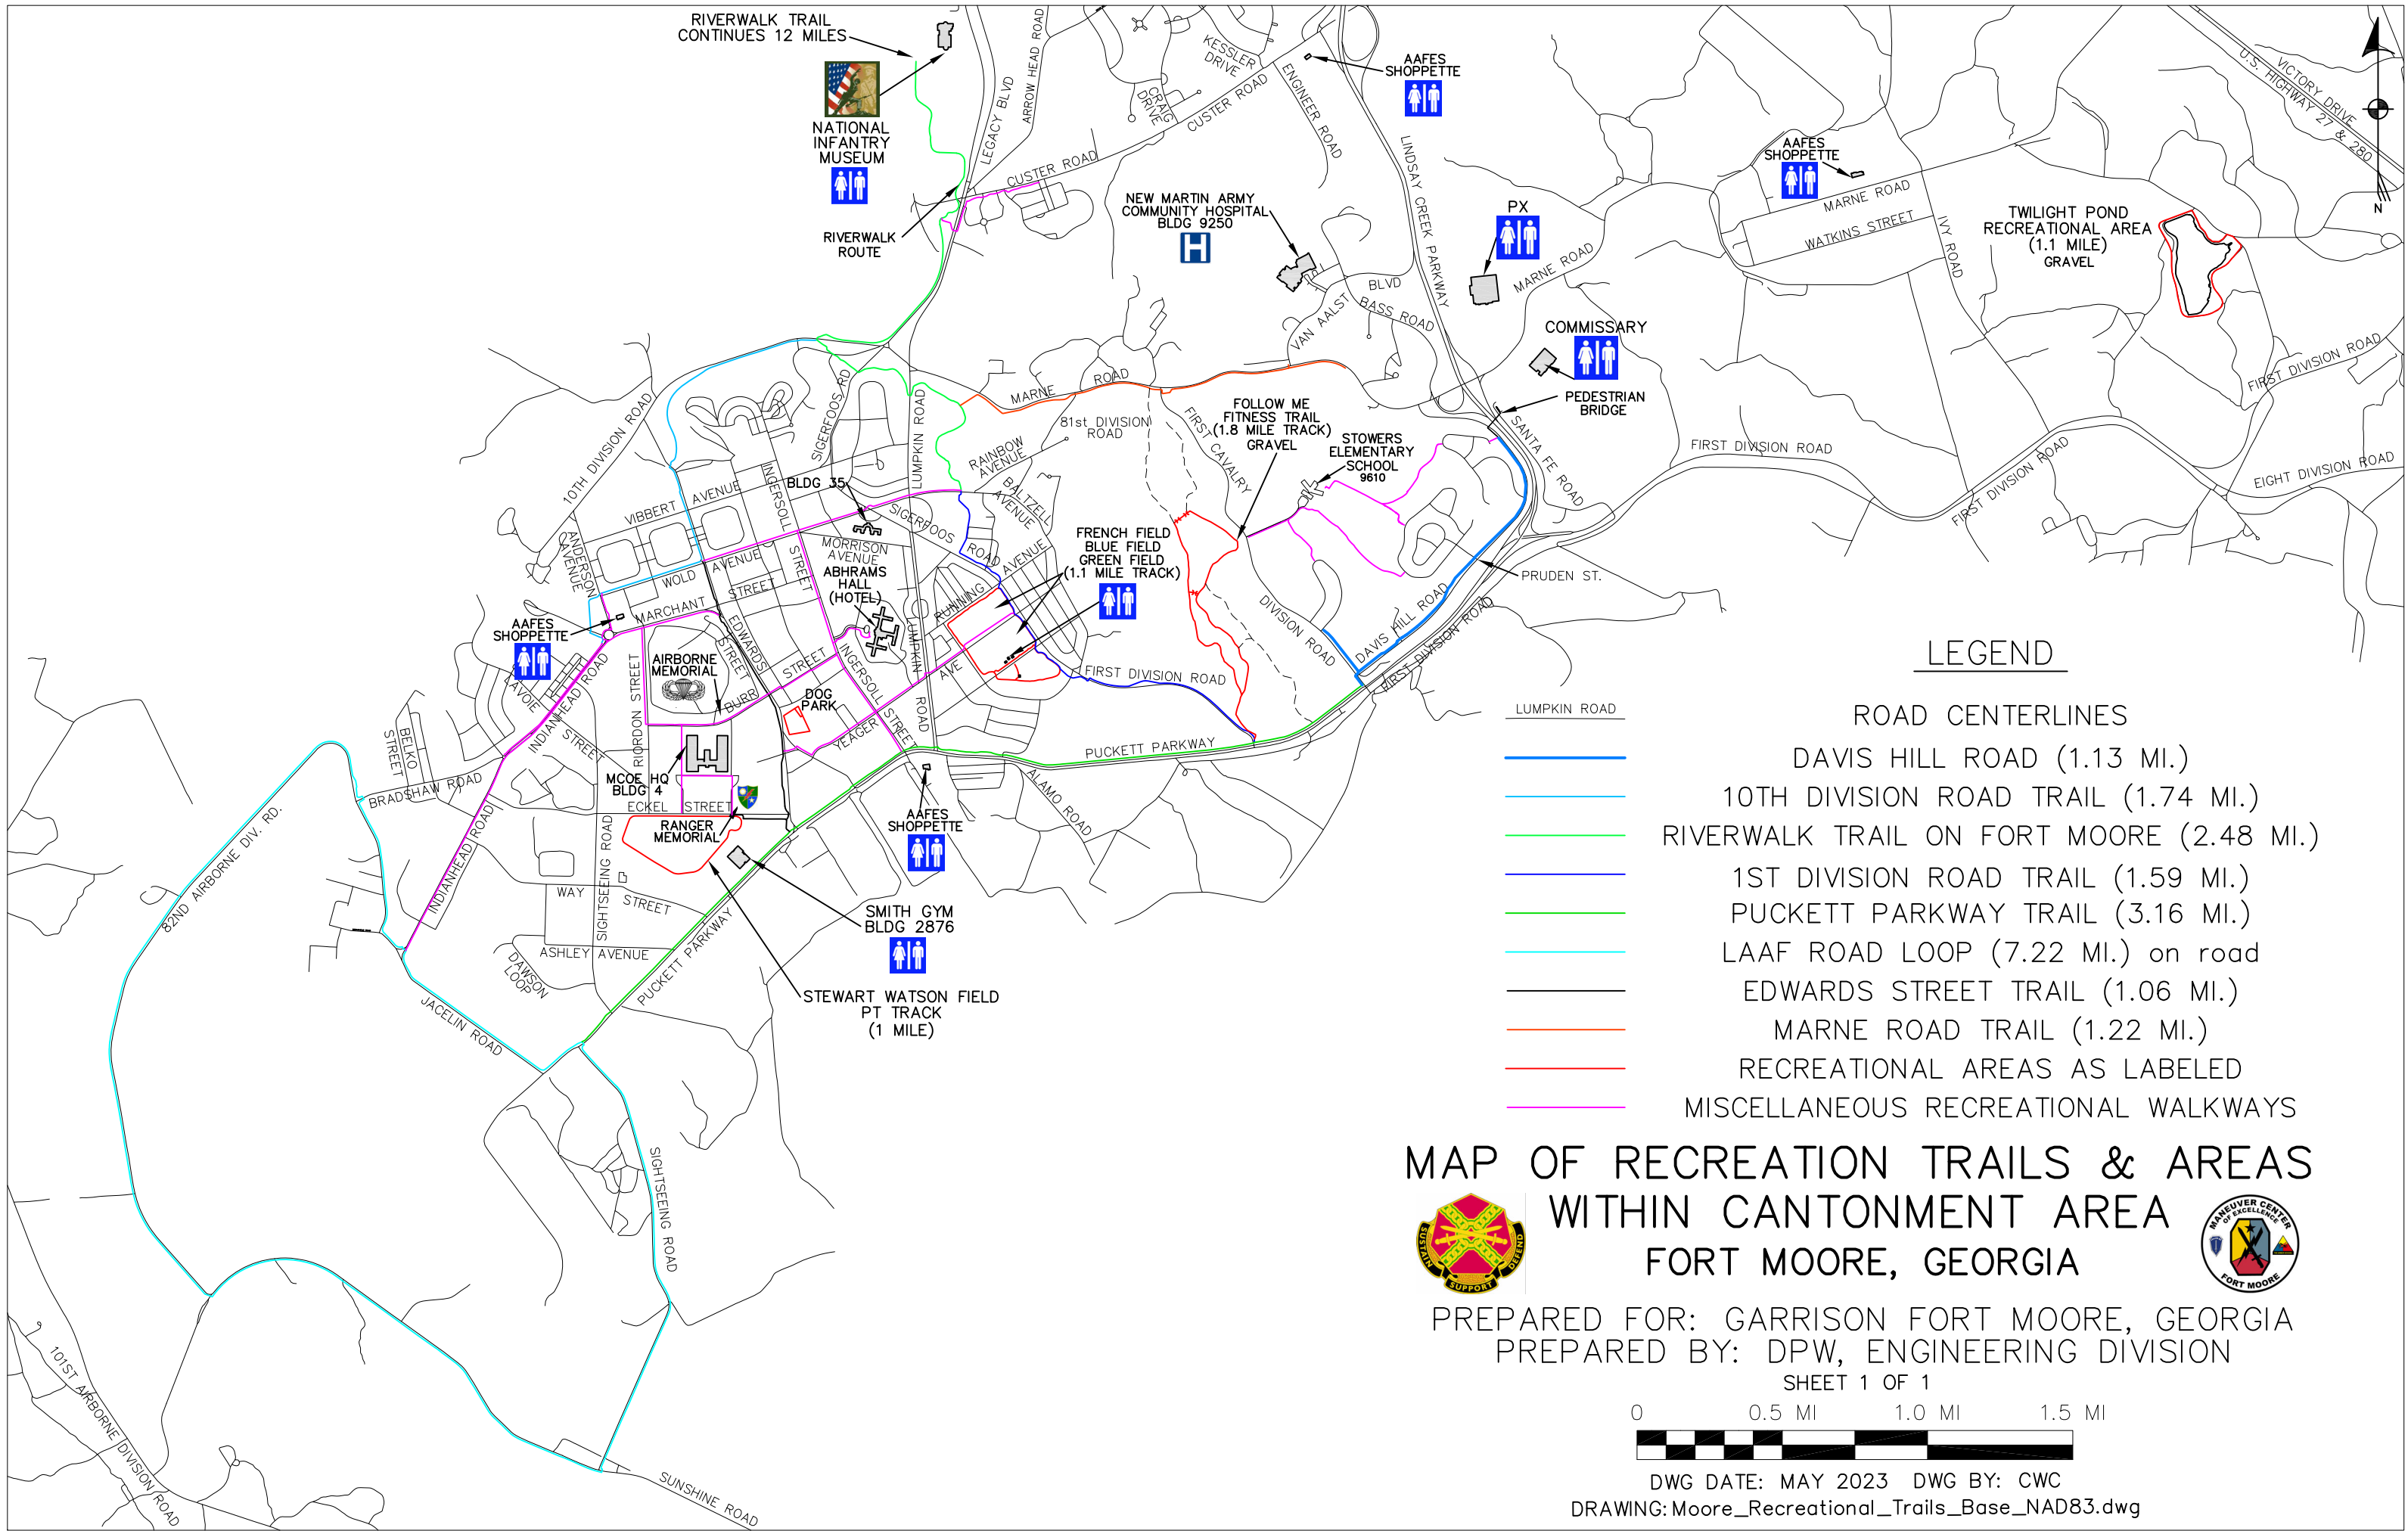 RIVERWALK TRAIL
CONTINUES 12 MILES
NATIONAL
INFANTRY
MUSEUM
RIVERWALK
ROUTE
LEGACY BLVD
ARROW HEAD ROAD
CUSTER ROAD
CRAIG
DRIVE
KESSLER
DRIVE
CUSTER ROAD
ENGINEER ROAD
AAFES
SHOPPETTE
LINDSAY CREEK PARKWAY
NEW MARTIN ARMY
COMMUNITY HOSPITAL
BLDG 9250
H
VAN AALST
BLVD
BASS ROAD
PX
MARNE ROAD
COMMISSARY
PEDESTRIAN
BRIDGE
SANTA FE ROAD
AAFES
SHOPPETTE
MARNE ROAD
WATKINS STREET
IVY ROAD
VICTORY DRIVE
U.S. HIGHWAY 27 & 280
N
TWILIGHT POND
RECREATIONAL AREA
(1.1 MILE)
GRAVEL
FIRST DIVISION ROAD
FIRST DIVISION ROAD
FIRST DIVISION ROAD
EIGHT DIVISION ROAD
10TH DIVISION ROAD
SIGERFOOS RD
LUMPKIN ROAD
MARNE
ROAD
81st DIVISION
ROAD
RAINBOW
AVENUE
BALTZELL
AVENUE
FIRST CAVALRY
DIVISION ROAD
FOLLOW ME
FITNESS TRAIL
(1.8 MILE TRACK)
GRAVEL
STOWERS
ELEMENTARY
SCHOOL
9610
PRUDEN ST.
DAVIS HILL ROAD
FIRST DIVISION ROAD
VIBBERT AVENUE
INGERSOLL
STREET
BLDG 35
SIGERFOOS
ROAD
MORRISON
AVENUE
ABHRAMS
HALL
(HOTEL)
ANDERSON
AVENUE
WOLD AVENUE
MARCHANT STREET
EDWARDS
STREET
RUNNING AVENUE
FRENCH FIELD
BLUE FIELD
GREEN FIELD
(1.1 MILE TRACK)
AAFES
SHOPPETTE
AIRBORNE
MEMORIAL
BURR STREET
DOG
PARK
INGERSOLL STREET
LUMPKIN
ROAD
YEAGER
AVE
FIRST DIVISION ROAD
PUCKETT PARKWAY
LAVOIE
STREET
INDIANHEAD ROAD
RIORDON STREET
BELKO
STREET
BRADSHAW ROAD
MCOE HQ
BLDG 4
ECKEL STREET
RANGER
MEMORIAL
AAFES
SHOPPETTE
ALAMO ROAD
82ND AIRBORNE DIV. RD.
INDIANHEAD ROAD
SIGHTSEEING ROAD
WAY
STREET
ASHLEY AVENUE
DAWSON
LOOP
PUCKETT PARKWAY
SMITH GYM
BLDG 2876
STEWART WATSON FIELD
PT TRACK
(1 MILE)
JACELIN ROAD
SIGHTSEEING ROAD
101ST AIRBORNE DIVISION ROAD
SUNSHINE ROAD
LEGEND
LUMPKIN ROAD
ROAD CENTERLINES
DAVIS HILL ROAD (1.13 MI.)
10TH DIVISION ROAD TRAIL (1.74 MI.)
RIVERWALK TRAIL ON FORT MOORE (2.48 MI.)
1ST DIVISION ROAD TRAIL (1.59 MI.)
PUCKETT PARKWAY TRAIL (3.16 MI.)
LAAF ROAD LOOP (7.22 MI.) on road
EDWARDS STREET TRAIL (1.06 MI.)
MARNE ROAD TRAIL (1.22 MI.)
RECREATIONAL AREAS AS LABELED
MISCELLANEOUS RECREATIONAL WALKWAYS
MAP OF RECREATION TRAILS & AREAS
WITHIN CANTONMENT AREA
FORT MOORE, GEORGIA
SUSTAIN
SUPPORT
DEFEND
MANEUVER CENTER
OF EXCELLENCE
FORT MOORE
PREPARED FOR: GARRISON FORT MOORE, GEORGIA
PREPARED BY: DPW, ENGINEERING DIVISION
SHEET 1 OF 1
0 0.5 MI 1.0 MI 1.5 MI
DWG DATE: MAY 2023 DWG BY: CWC
DRAWING: Moore_Recreational_Trails_Base_NAD83.dwg